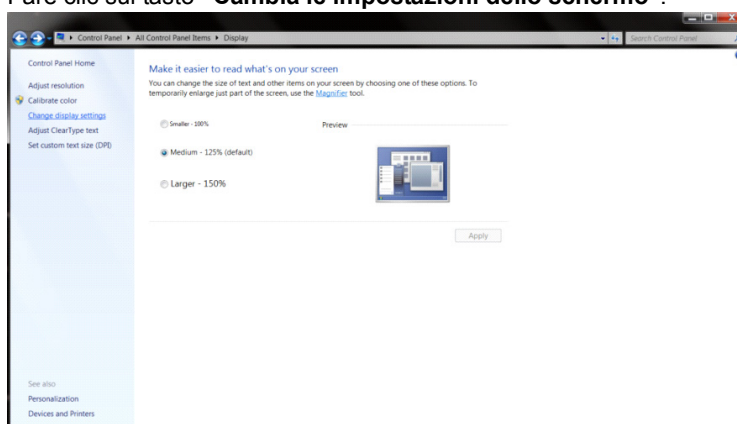 Fare clic sul tasto "Cambia le impostazioni dello schermo".
Control Panel ▸ All Control Panel Items ▸ Display
Search Control Panel
Control Panel Home
Adjust resolution
Calibrate color
Change display settings
Adjust ClearType text
Set custom text size (DPI)
Make it easier to read what's on your screen
You can change the size of text and other items on your screen by choosing one of these options. To
temporarily enlarge just part of the screen, use the Magnifier tool.
Smaller - 100%
Preview
Medium - 125% (default)
Larger - 150%
Apply
See also
Personalization
Devices and Printers